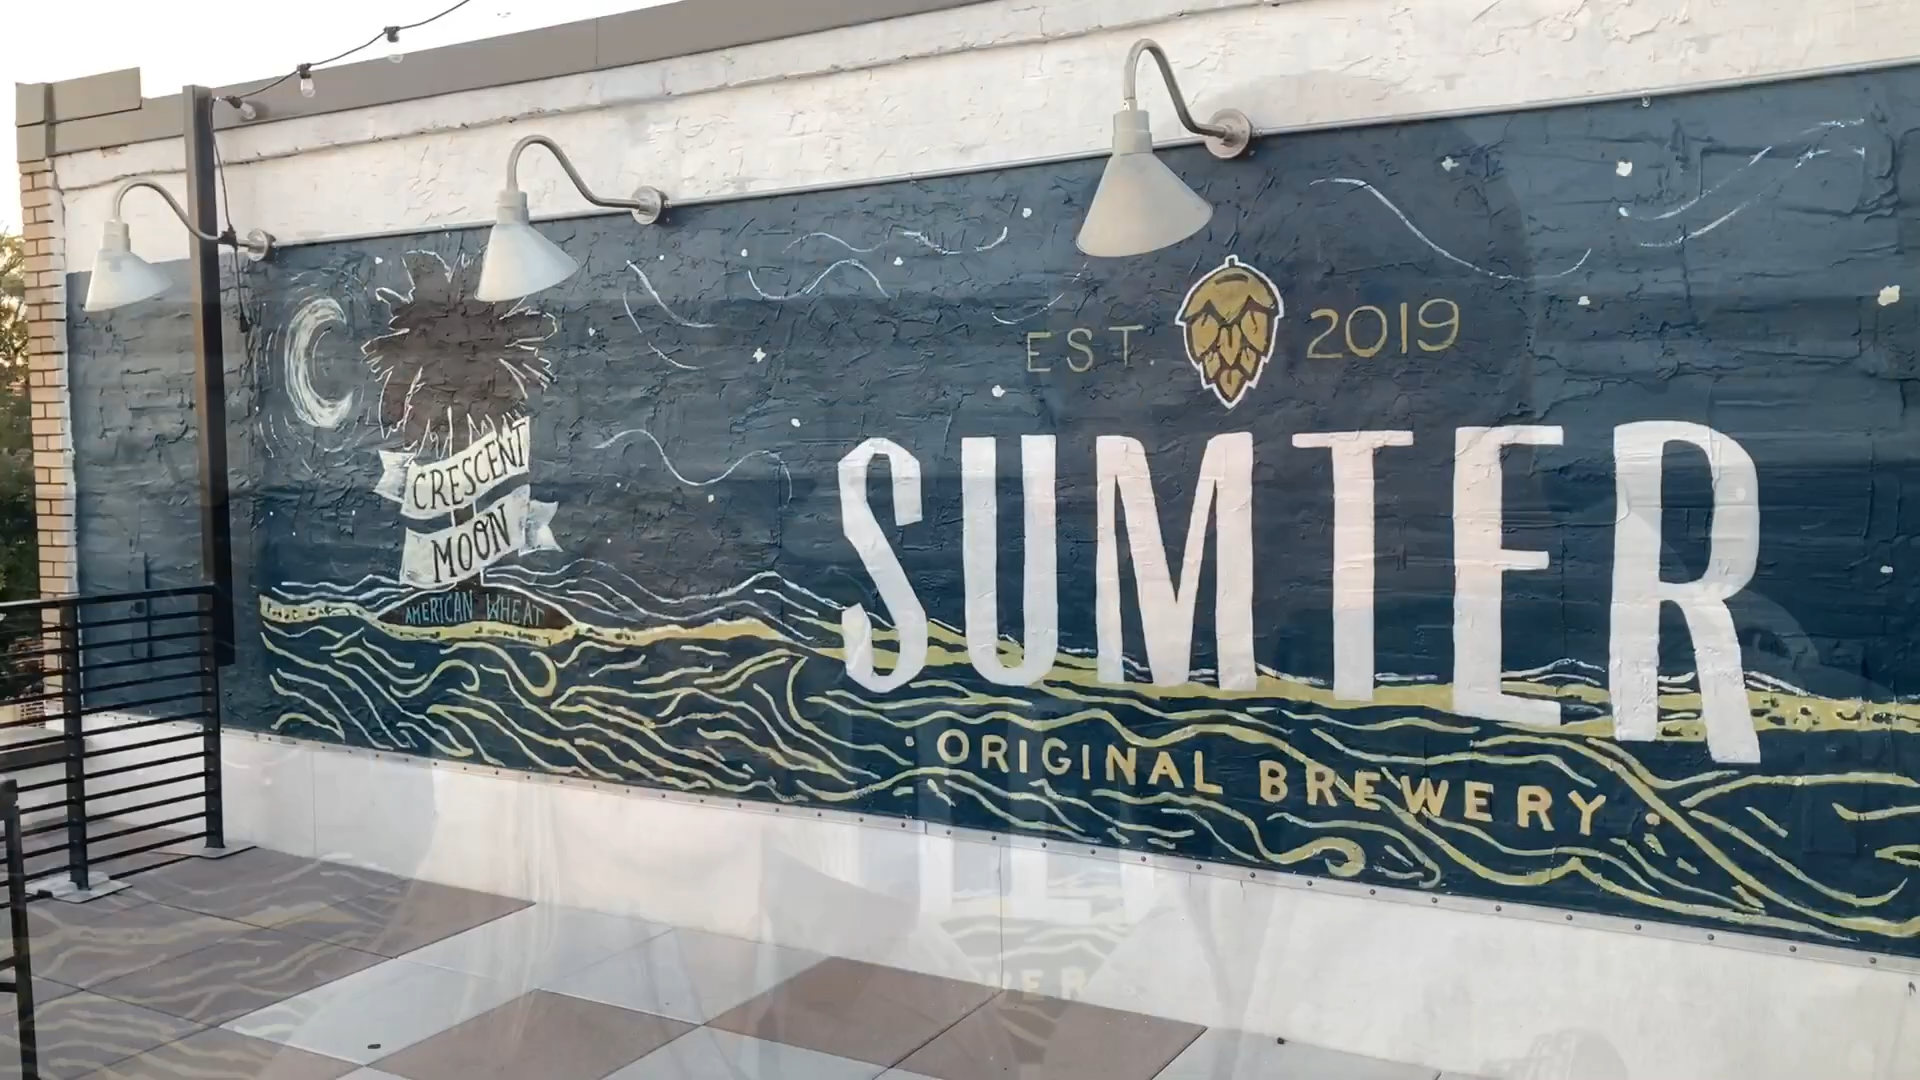 CRESCENT
MOON
AMERICAN WHEAT
EST. 2019
SUMTER
ORIGINAL BREWERY